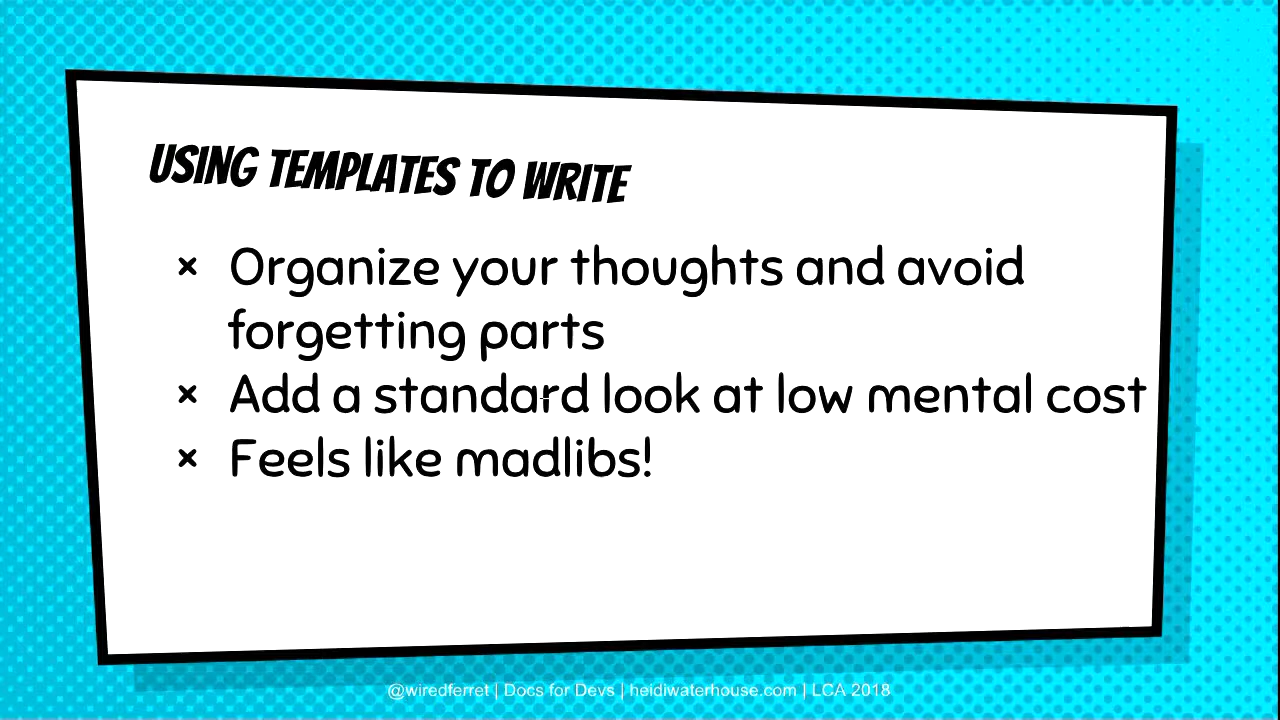 USING TEMPLATES TO WRITE
× Organize your thoughts and avoid
forgetting parts
× Add a standard look at low mental cost
× Feels like madlibs!
@wiredferret | Docs for Devs | heidiwaterhouse.com | LCA 2018